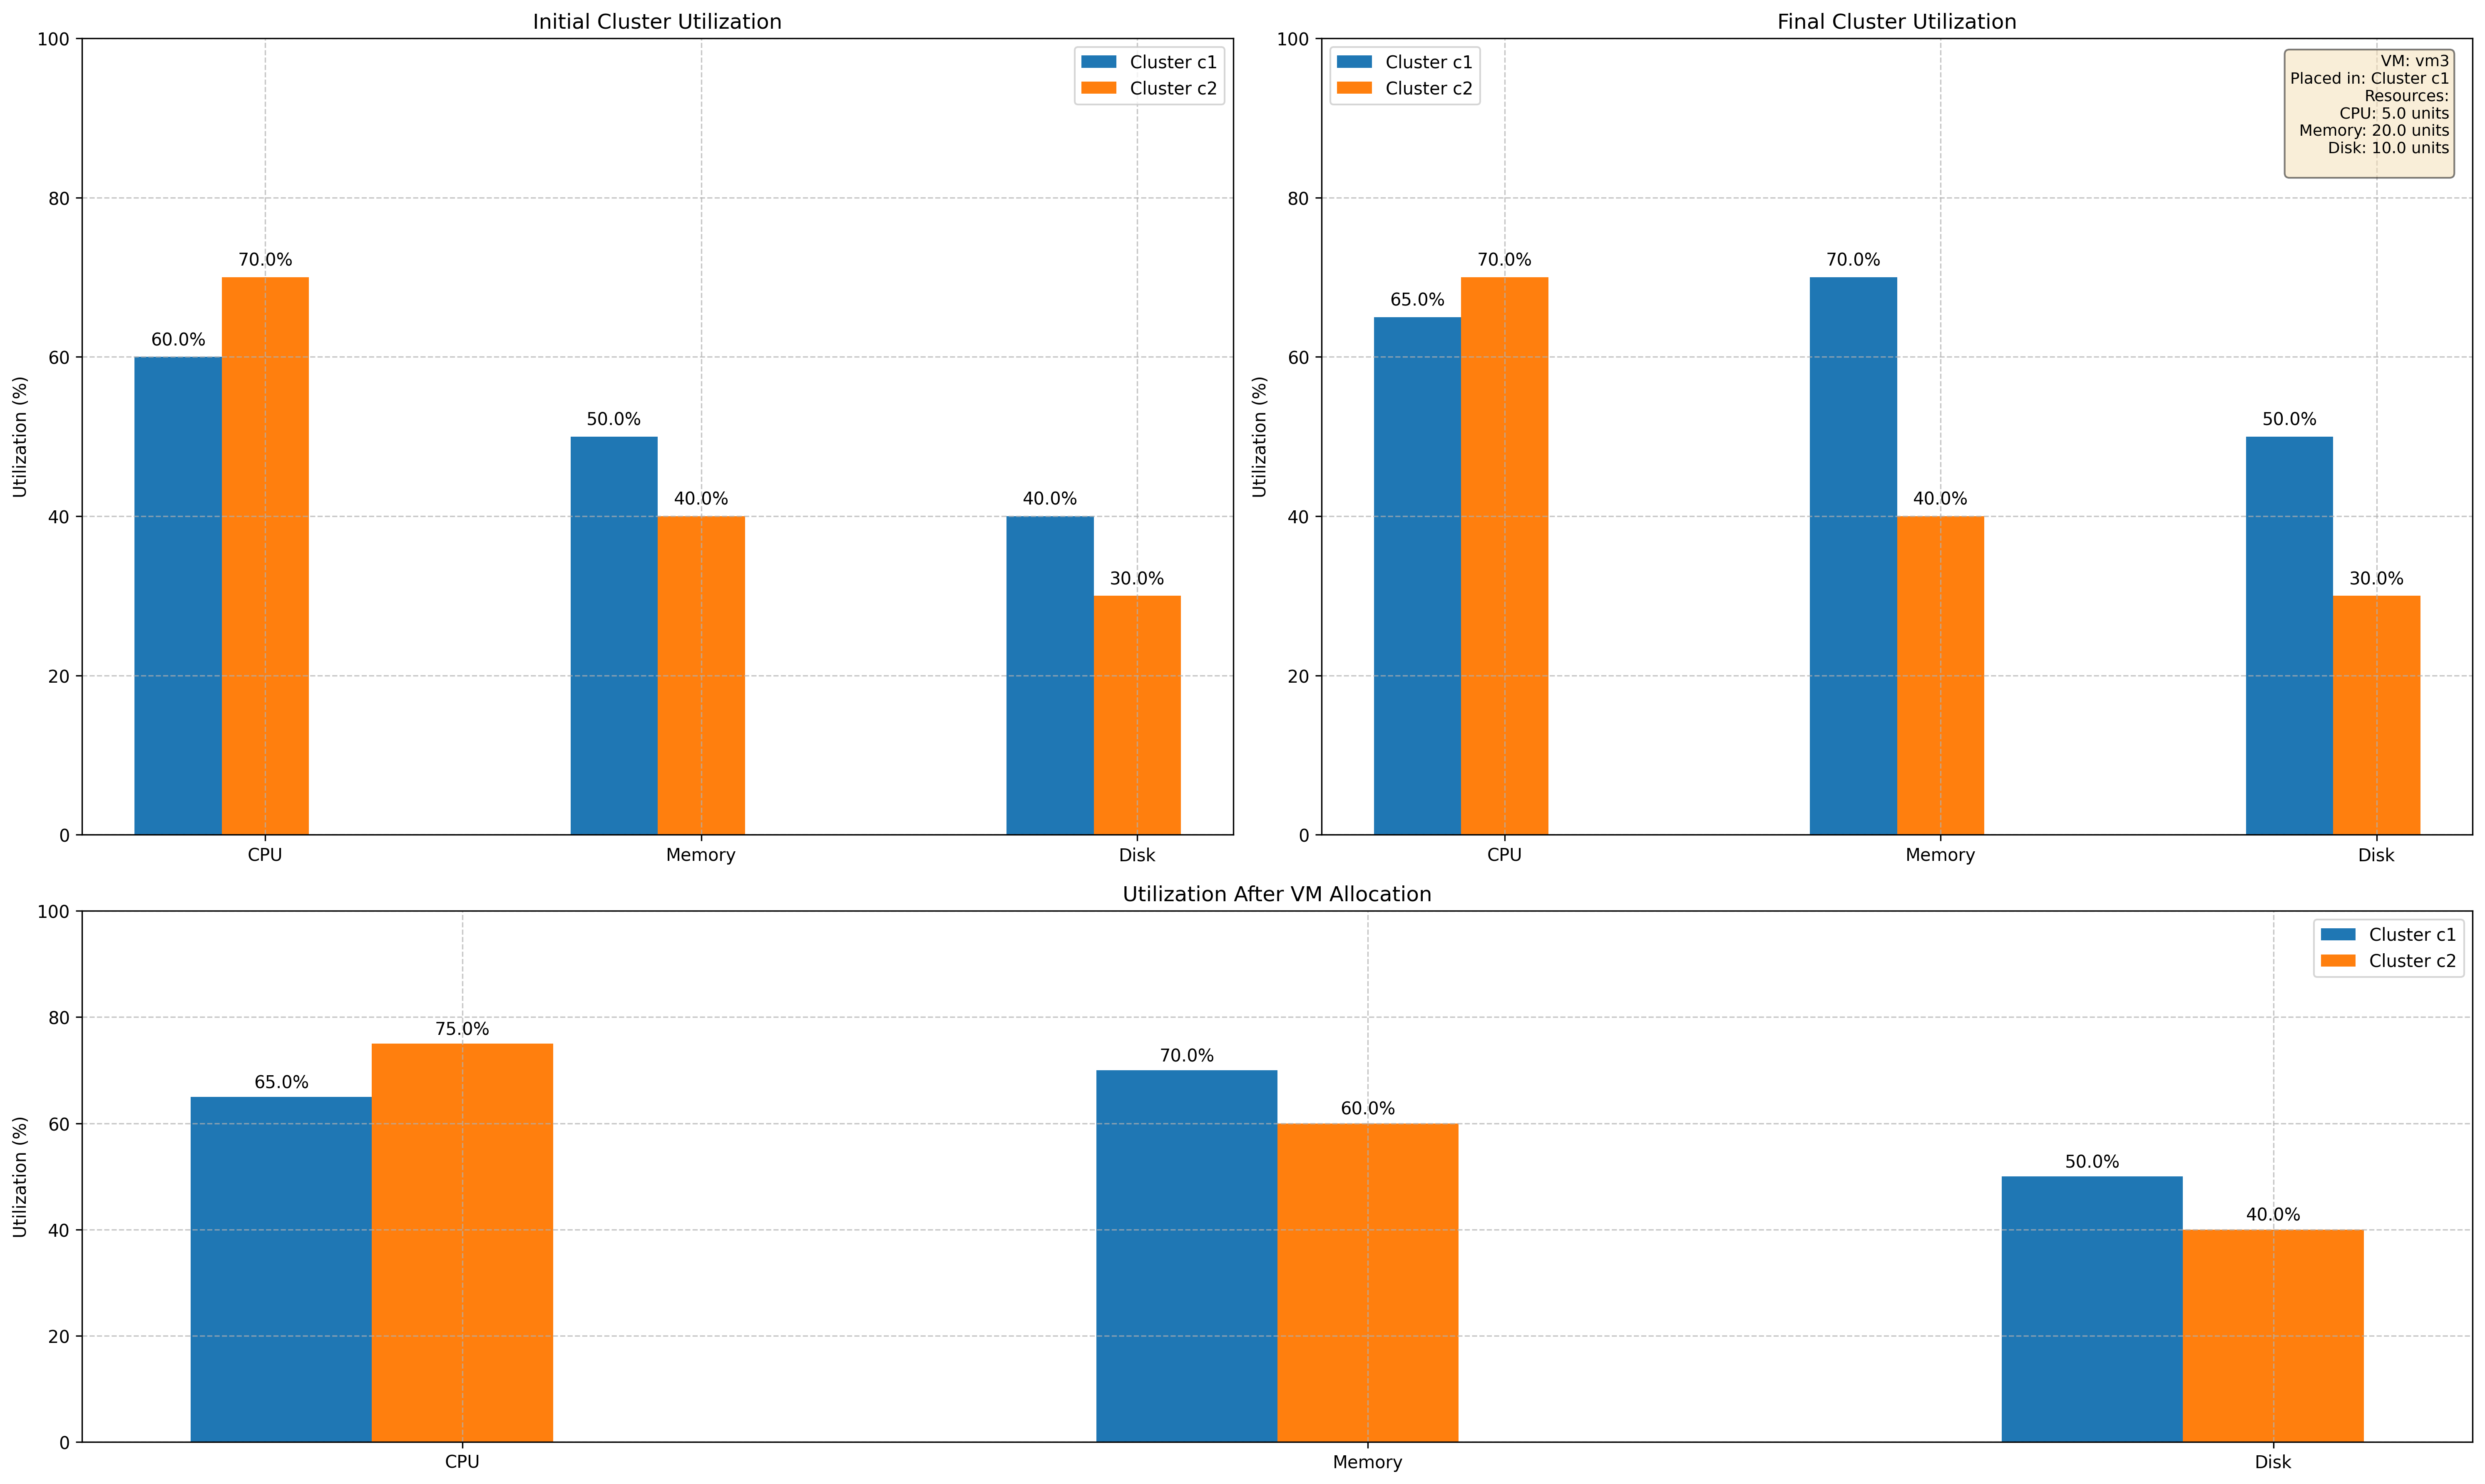 Initial Cluster Utilization
Utilization (%)
100
80
60
40
20
0
Cluster c1
Cluster c2
60.0%
70.0%
50.0%
40.0%
40.0%
30.0%
CPU
Memory
Disk
Final Cluster Utilization
Utilization (%)
100
80
60
40
20
0
Cluster c1
Cluster c2
VM: vm3
Placed in: Cluster c1
Resources:
CPU: 5.0 units
Memory: 20.0 units
Disk: 10.0 units
65.0%
70.0%
70.0%
40.0%
50.0%
30.0%
CPU
Memory
Disk
Utilization After VM Allocation
Utilization (%)
100
80
60
40
20
0
Cluster c1
Cluster c2
65.0%
75.0%
70.0%
60.0%
50.0%
40.0%
CPU
Memory
Disk